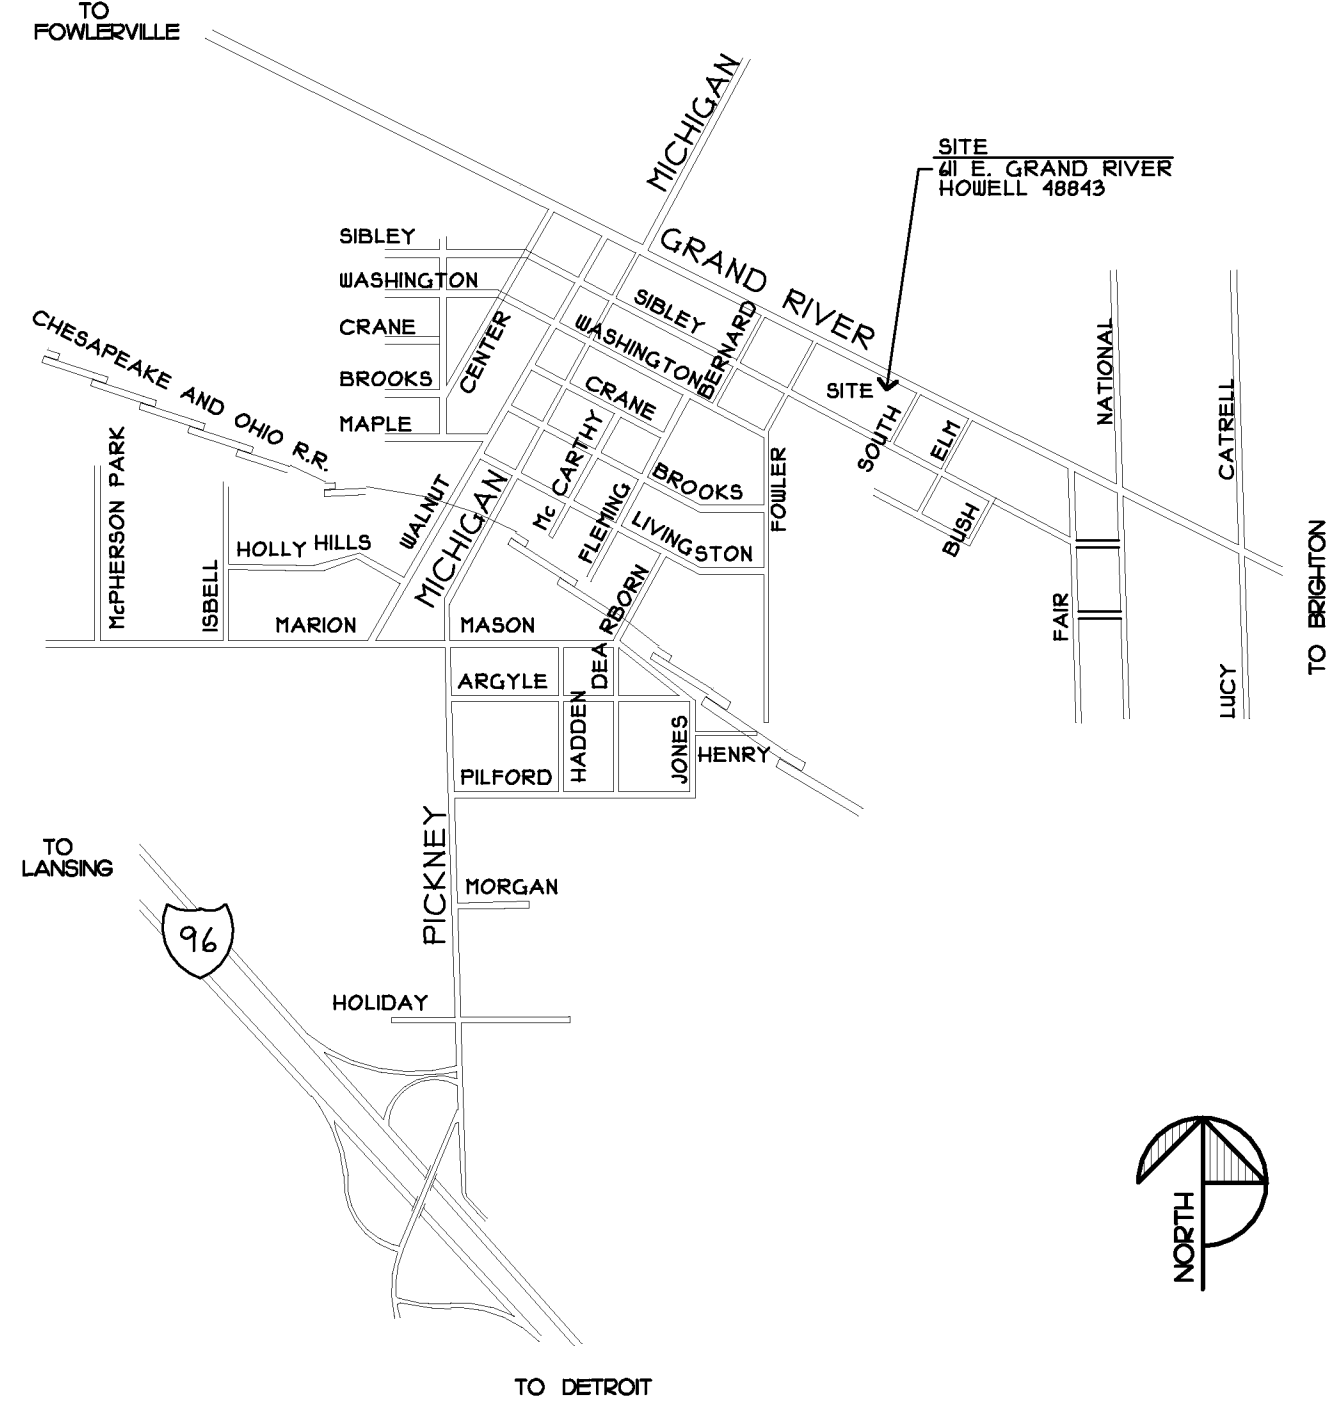 TO
FOWLERVILLE
MICHIGAN
SITE
611 E. GRAND RIVER
HOWELL 48843
GRAND RIVER
SIBLEY
WASHINGTON
CRANE
BROOKS
MAPLE
CENTER
SIBLEY
WASHINGTON
BERNARD
CRANE
SITE
SOUTH
ELM
BUSH
NATIONAL
CATRELL
CHESAPEAKE AND OHIO R.R.
McPHERSON PARK
ISBELL
HOLLY HILLS
WALNUT
MICHIGAN
Mc CARTHY
FLEMING
BROOKS
LIVINGSTON
FOWLER
DEARBORN
MARION
MASON
FAIR
LUCY
TO BRIGHTON
ARGYLE
HADDEN
JONES
HENRY
PILFORD
PICKNEY
TO
LANSING
96
MORGAN
HOLIDAY
NORTH
TO DETROIT